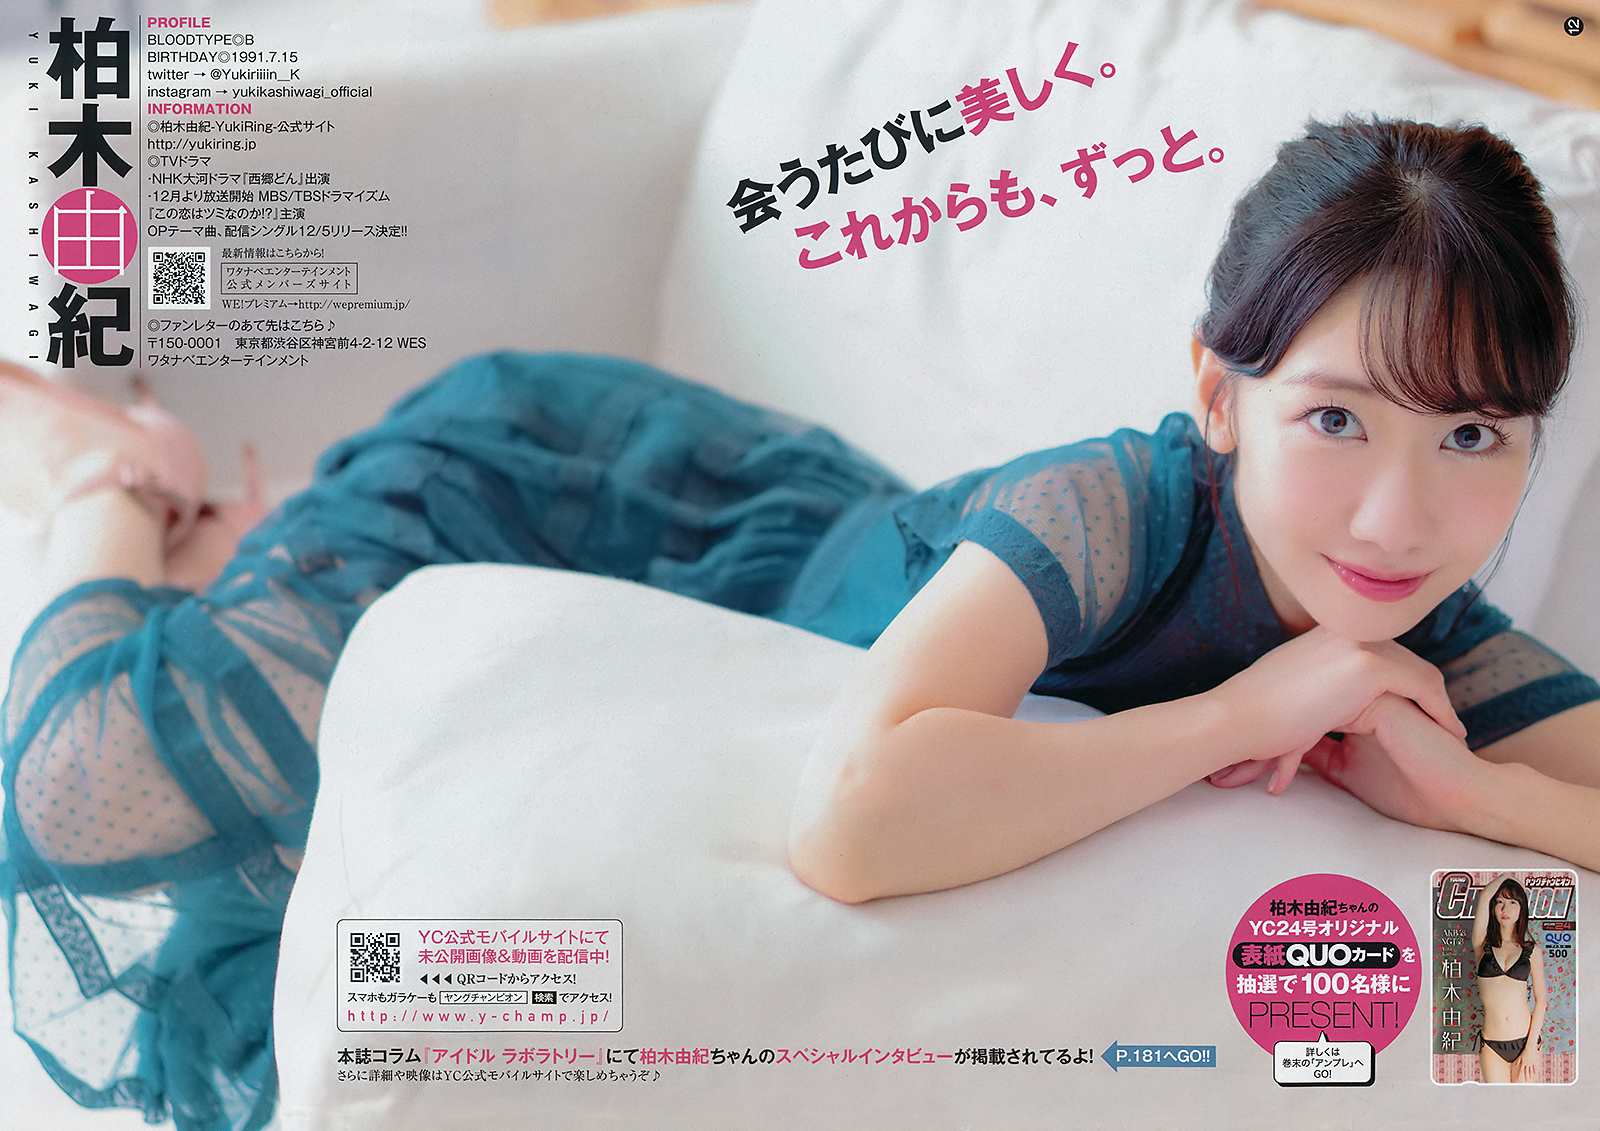 柏木由紀
YUKI KASHIWAGI
PROFILE
BLOODTYPE◎B
BIRTHDAY◎1991.7.15
twitter → @Yukiriiiin__K
instagram → yukikashiwagi_official
INFORMATION
◎柏木由紀-YukiRing-公式サイト
http://yukiring.jp
◎TVドラマ
・NHK大河ドラマ『西郷どん』出演
・12月より放送開始 MBS/TBSドラマイズム
『この恋はツミなのか!?』主演
OPテーマ曲、配信シングル12/5リリース決定!!
最新情報はこちらから!
ワタナベエンターテインメント
公式メンバーズサイト
WE!プレミアム→http://wepremium.jp/
◎ファンレターのあて先はこちら♪
〒150-0001 東京都渋谷区神宮前4-2-12 WES
ワタナベエンターテインメント
会うたびに美しく。
これからも、ずっと。
12
YC公式モバイルサイトにて
未公開画像&動画を配信中!
◀◀◀ QRコードからアクセス!
スマホもガラケーも ヤングチャンピオン 検索 でアクセス!
http://www.y-champ.jp/
本誌コラム『アイドル ラボラトリー』にて柏木由紀ちゃんのスペシャルインタビューが掲載されてるよ!
P.181へGO!!
さらに詳細や映像はYC公式モバイルサイトで楽しめちゃうぞ♪
柏木由紀ちゃんの
YC24号オリジナル
表紙QUOカードを
抽選で100名様に
PRESENT!
詳しくは
巻末の「アンプレ」へ
GO!
YOUNG CHAMPION
ヤングチャンピオン
24
AKB48
NGT48
QUO
500
柏木由紀